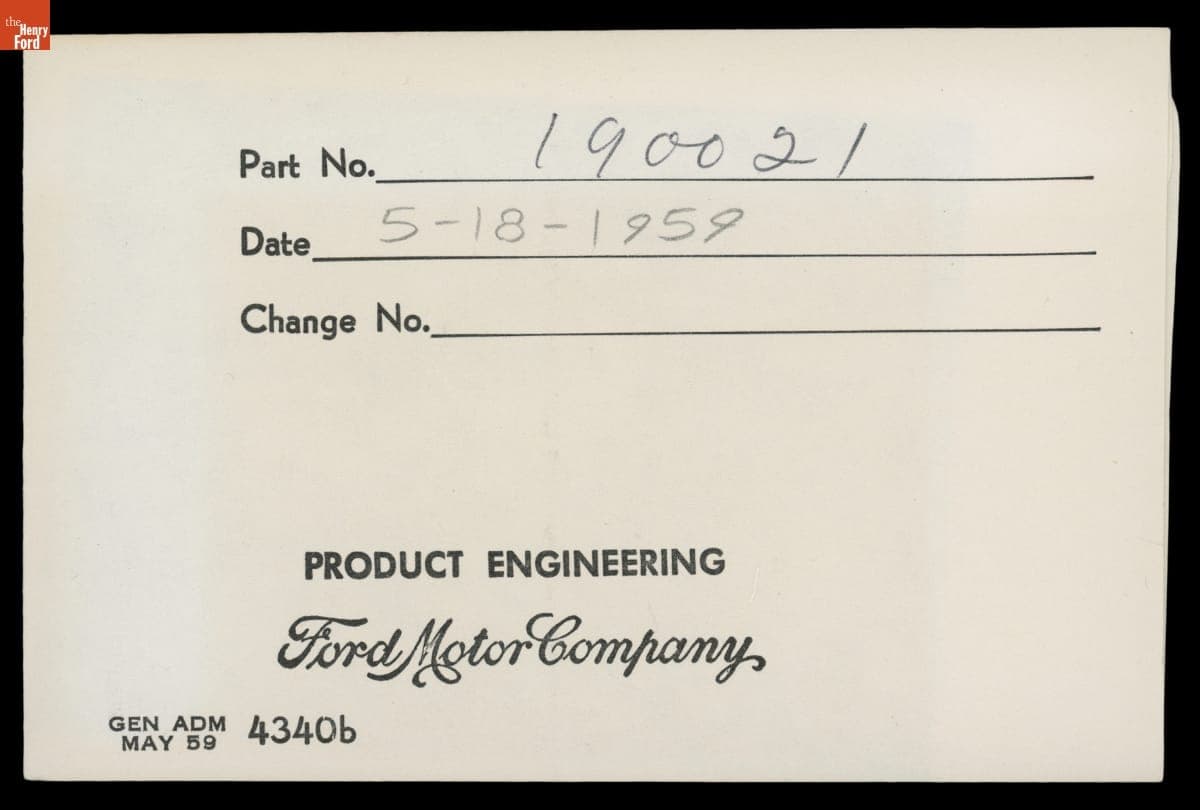 the
Henry
Ford
Part No. 190021
Date 5-18-1959
Change No.
PRODUCT ENGINEERING
Ford Motor Company
GEN ADM
MAY 59 4340b